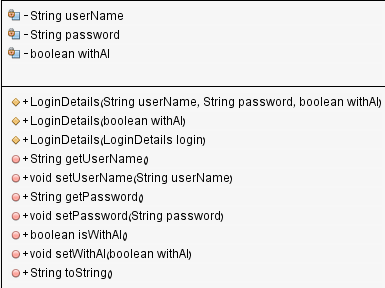 - String userName
- String password
- boolean withAI
+ LoginDetails(String userName, String password, boolean withAI)
+ LoginDetails(boolean withAI)
+ LoginDetails(LoginDetails login)
+ String getUserName()
+ void setUserName(String userName)
+ String getPassword()
+ void setPassword(String password)
+ boolean isWithAI()
+ void setWithAI(boolean withAI)
+ String toString()